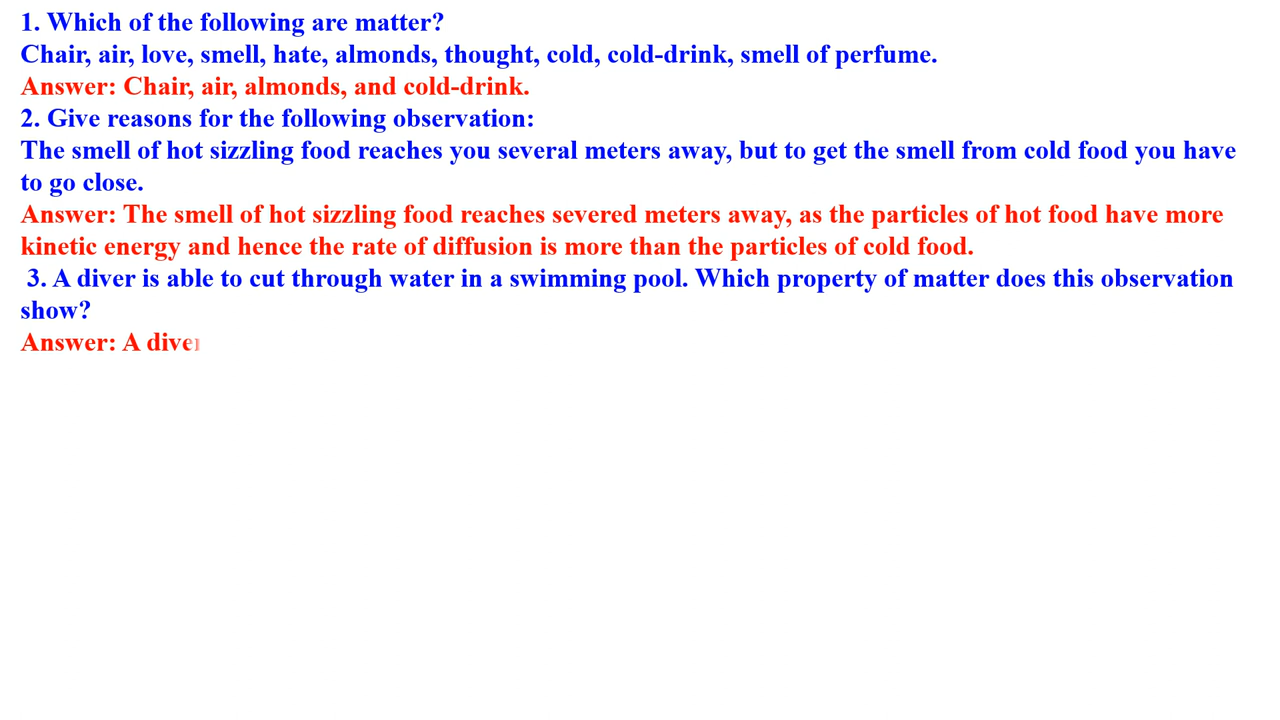 1. Which of the following are matter?
Chair, air, love, smell, hate, almonds, thought, cold, cold-drink, smell of perfume.
Answer: Chair, air, almonds, and cold-drink.
2. Give reasons for the following observation:
The smell of hot sizzling food reaches you several meters away, but to get the smell from cold food you have
to go close.
Answer: The smell of hot sizzling food reaches severed meters away, as the particles of hot food have more
kinetic energy and hence the rate of diffusion is more than the particles of cold food.
3. A diver is able to cut through water in a swimming pool. Which property of matter does this observation
show?
Answer: A diver